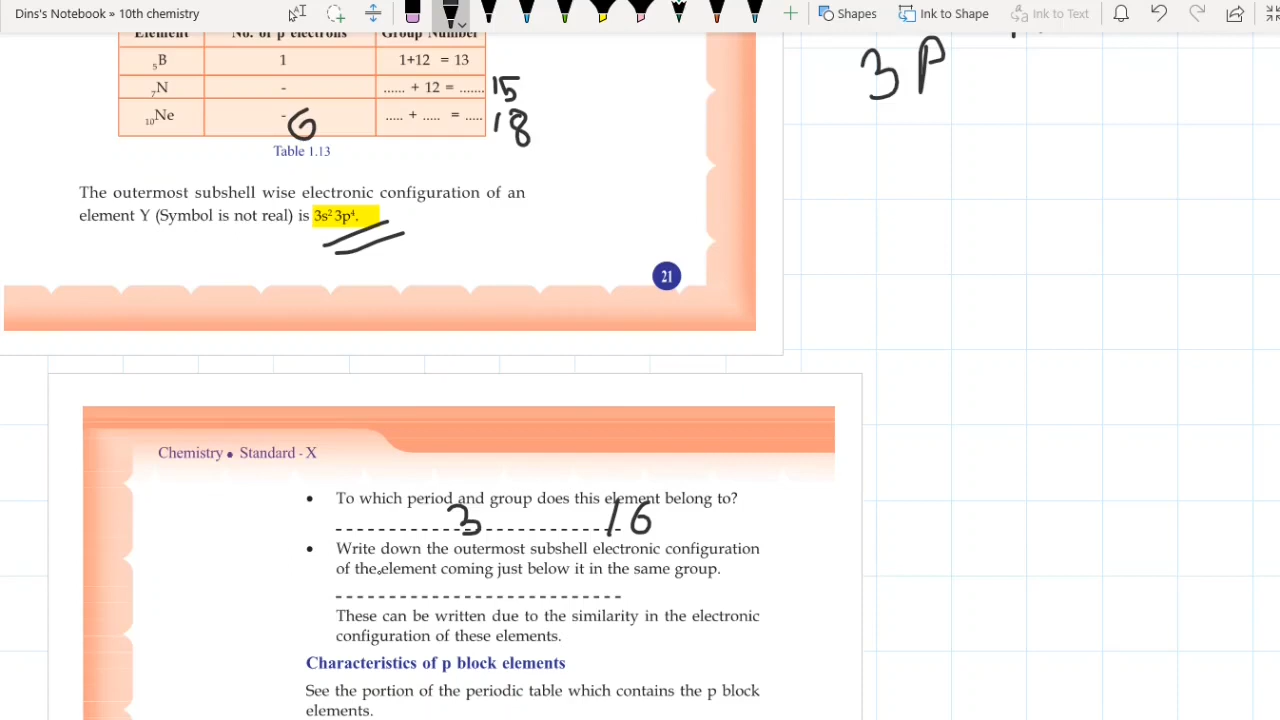 Dins's Notebook » 10th chemistry
Shapes Ink to Shape Ink to Text
Element No. of p electrons Group Number
₅B 1 1+12 = 13
₇N - ...... + 12 = ....... 15
₁₀Ne - 6 ..... + ..... = ..... 18
Table 1.13
3 P
The outermost subshell wise electronic configuration of an
element Y (Symbol is not real) is 3s² 3p⁴.
21
Chemistry • Standard - X
• To which period and group does this element belong to?
3 16
• Write down the outermost subshell electronic configuration
of the element coming just below it in the same group.
These can be written due to the similarity in the electronic
configuration of these elements.
Characteristics of p block elements
See the portion of the periodic table which contains the p block
elements.